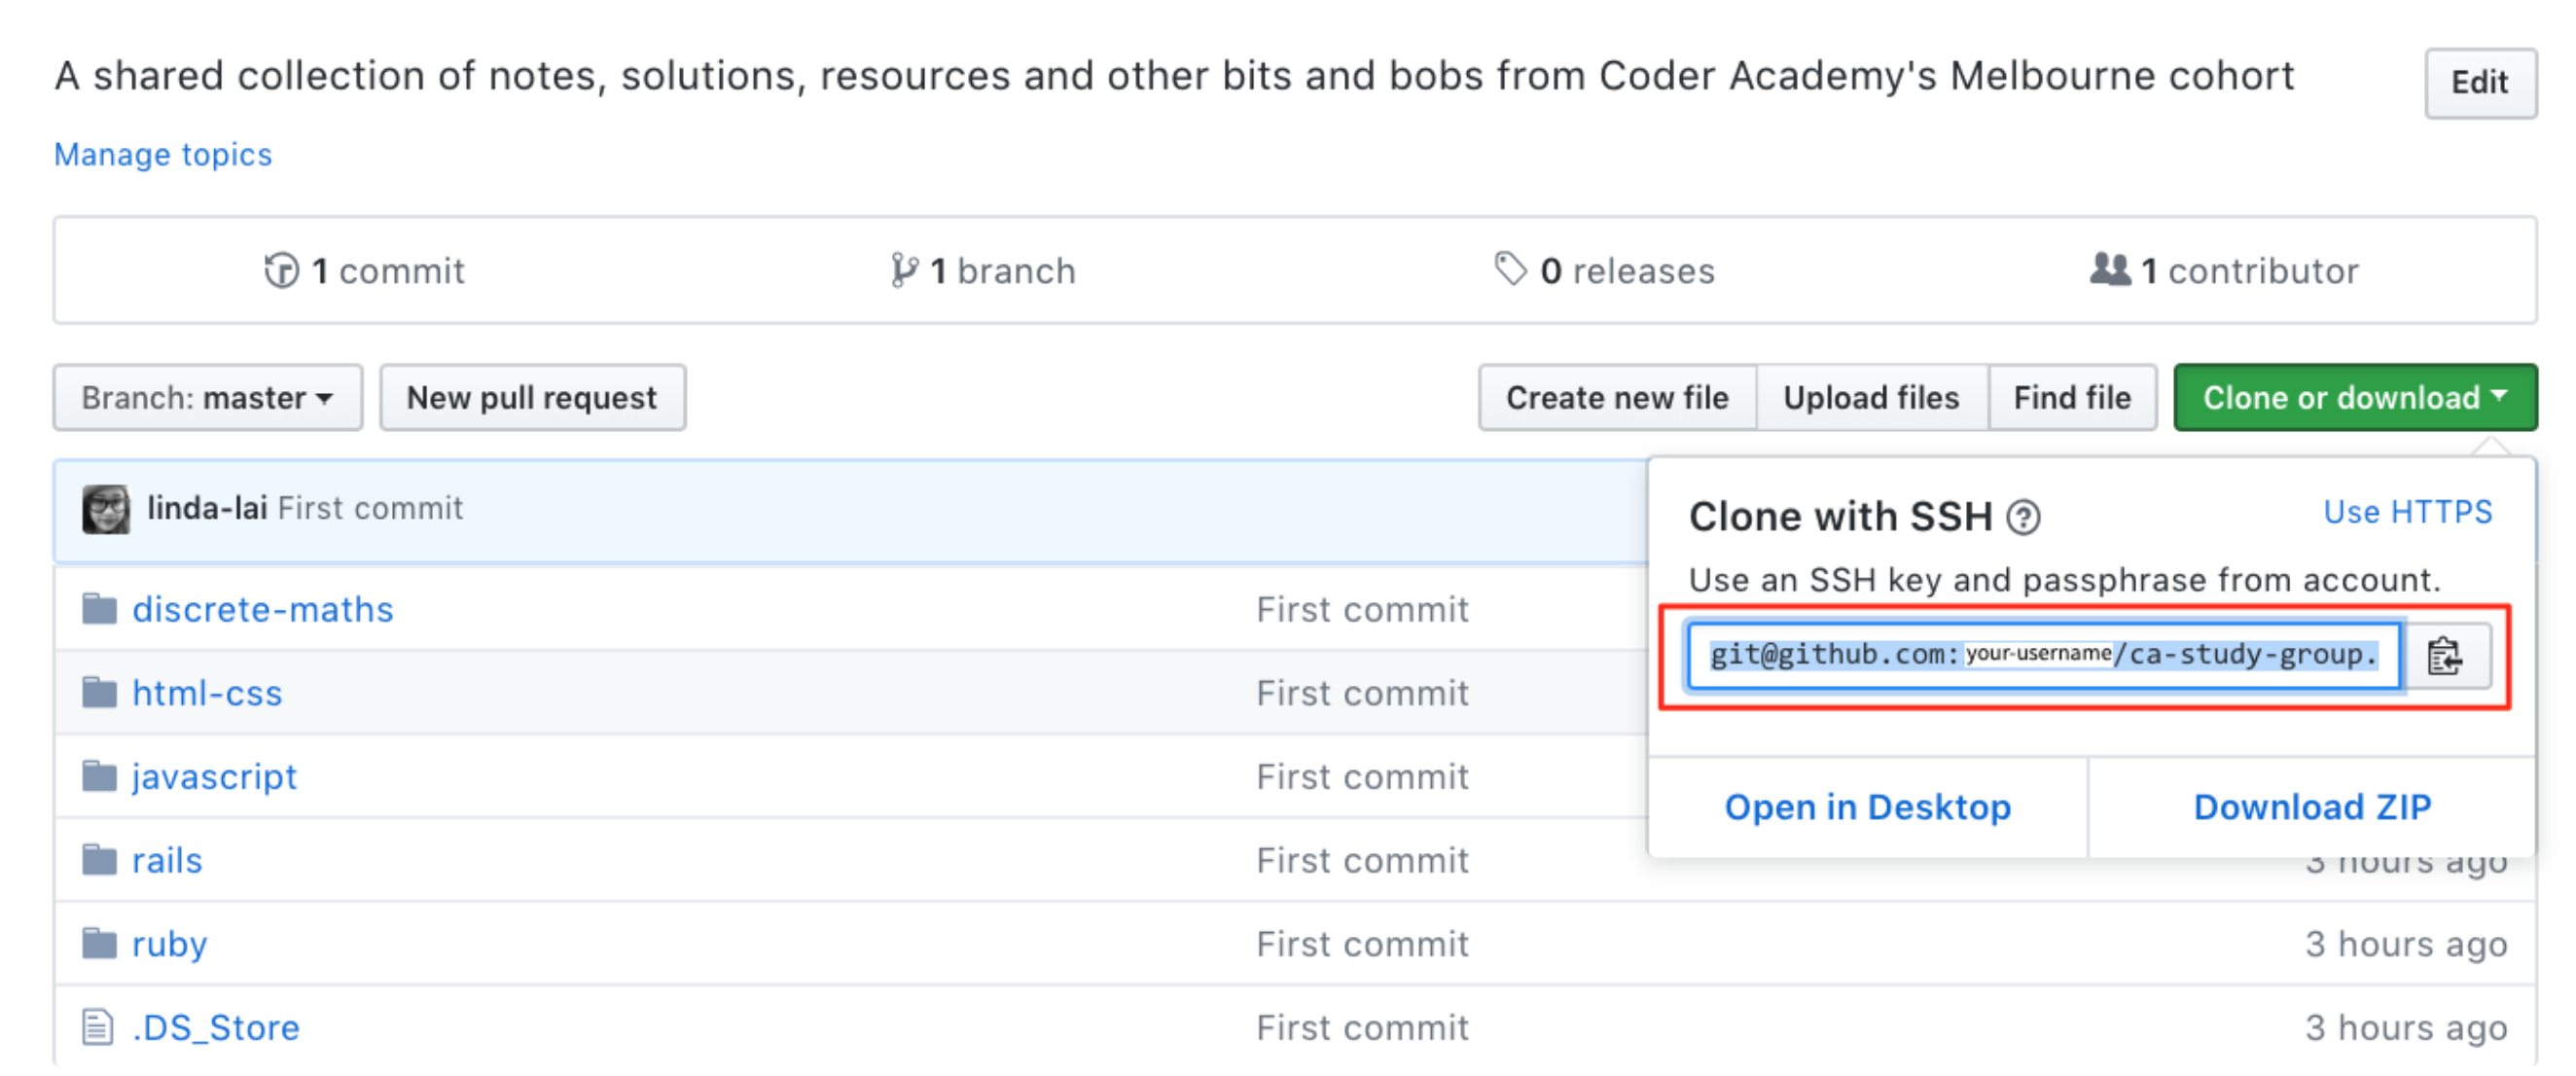 A shared collection of notes, solutions, resources and other bits and bobs from Coder Academy's Melbourne cohort
Edit
Manage topics
1 commit
1 branch
0 releases
1 contributor
Branch: master
New pull request
Create new file
Upload files
Find file
Clone or download
linda-lai First commit
Clone with SSH
Use HTTPS
Use an SSH key and passphrase from account.
git@github.com:your-username/ca-study-group.
Open in Desktop
Download ZIP
discrete-maths First commit
html-css First commit
javascript First commit
rails First commit 3 hours ago
ruby First commit 3 hours ago
.DS_Store First commit 3 hours ago